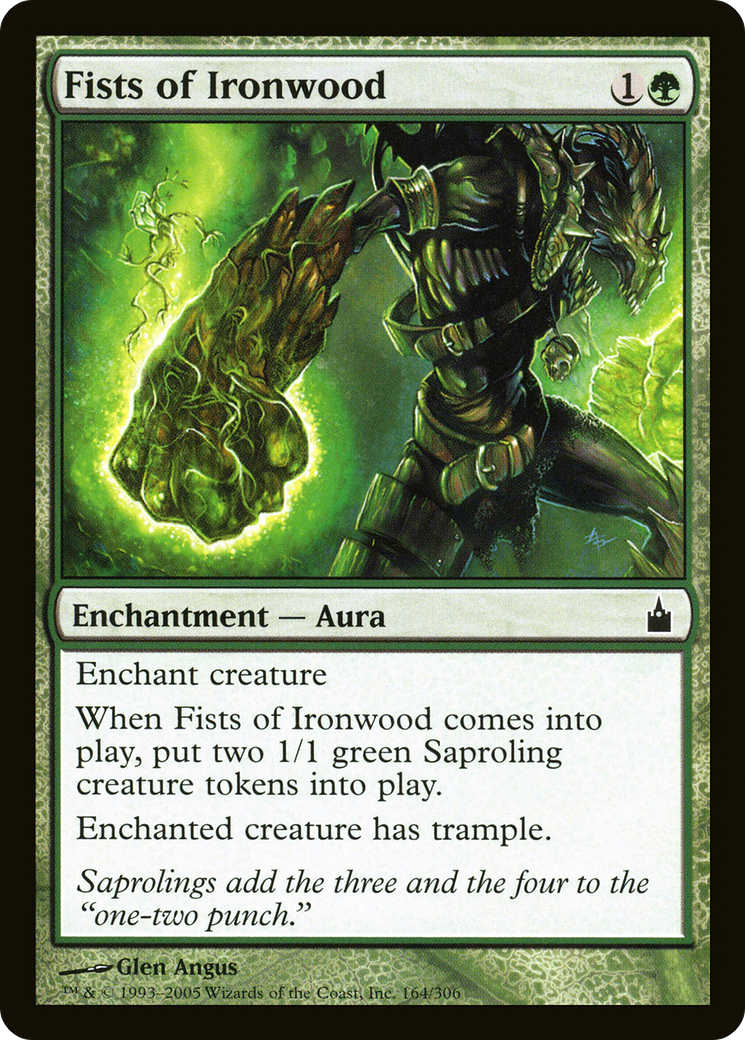 Fists of Ironwood 1
Enchantment — Aura
Enchant creature
When Fists of Ironwood comes into
play, put two 1/1 green Saproling
creature tokens into play.
Enchanted creature has trample.
Saprolings add the three and the four to the
“one-two punch.”
Glen Angus
™ & © 1993–2005 Wizards of the Coast, Inc. 164/306